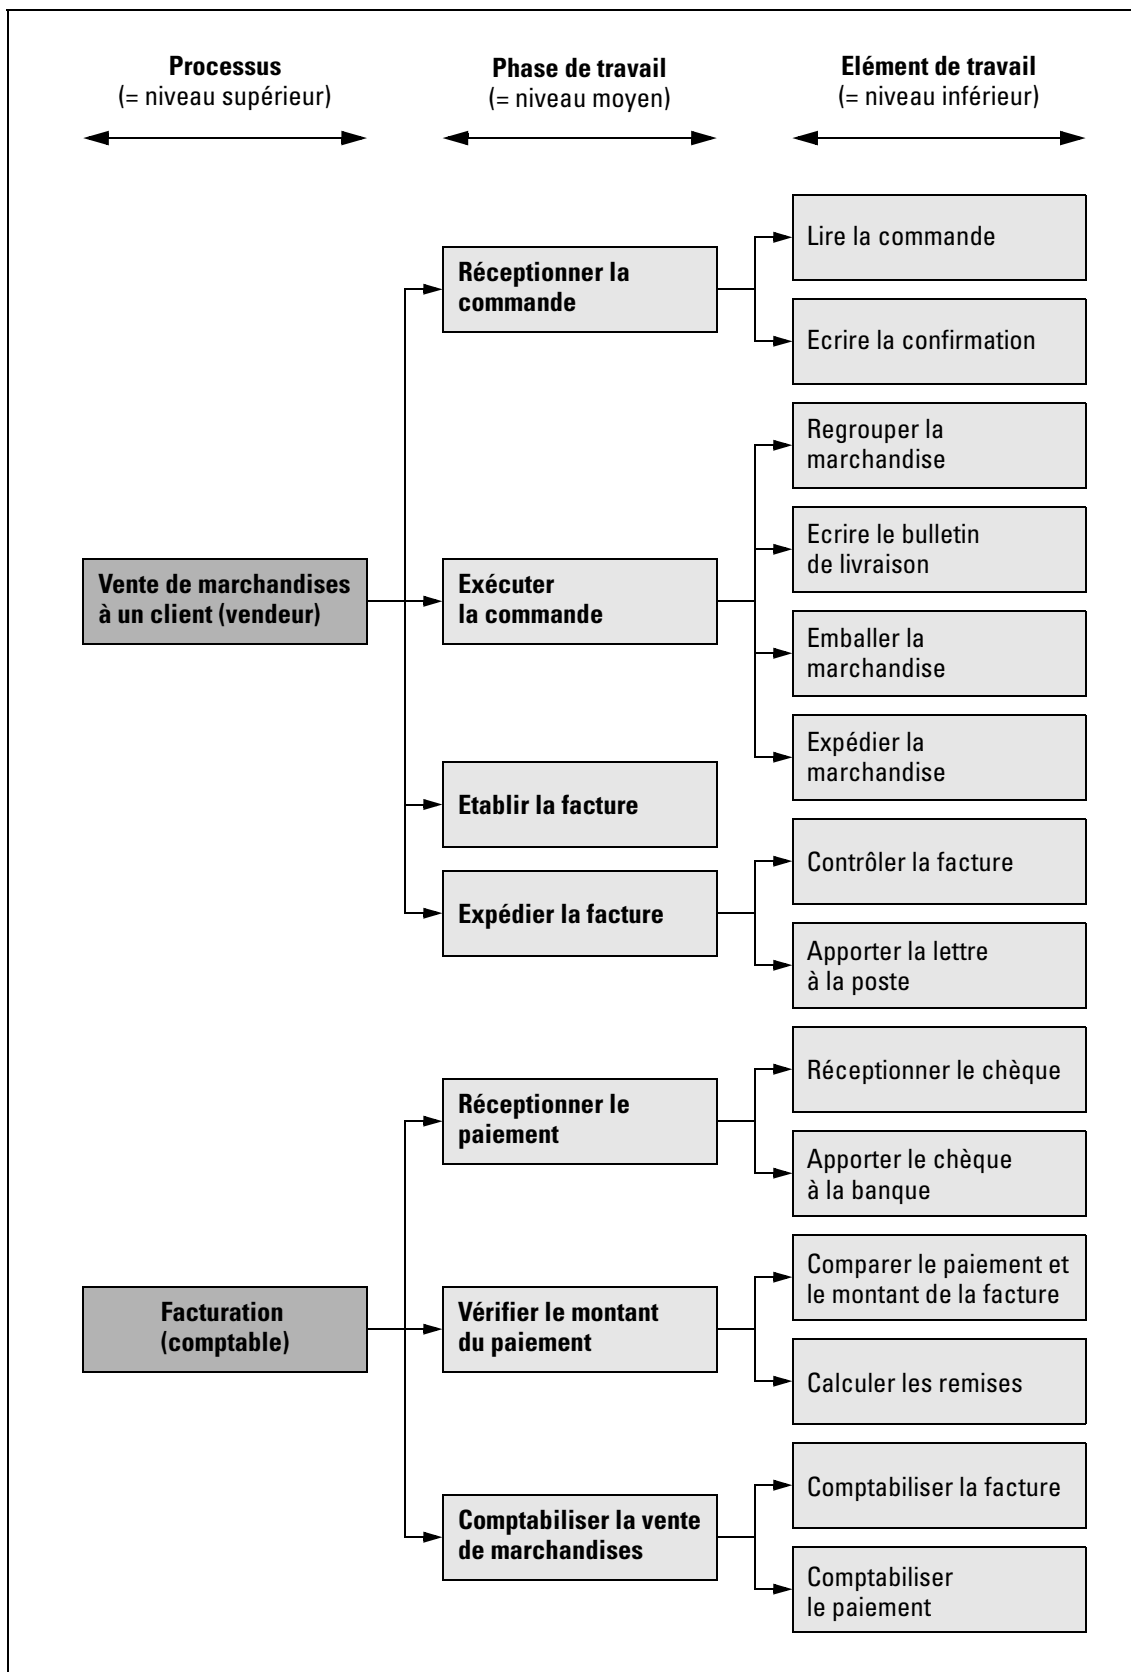 Processus
(= niveau supérieur)
Phase de travail
(= niveau moyen)
Elément de travail
(= niveau inférieur)
Vente de marchandises
à un client (vendeur)
Réceptionner la
commande
Lire la commande
Ecrire la confirmation
Exécuter
la commande
Regrouper la
marchandise
Ecrire le bulletin
de livraison
Emballer la
marchandise
Expédier la
marchandise
Etablir la facture
Expédier la facture
Contrôler la facture
Apporter la lettre
à la poste
Facturation
(comptable)
Réceptionner le
paiement
Réceptionner le chèque
Apporter le chèque
à la banque
Vérifier le montant
du paiement
Comparer le paiement et
le montant de la facture
Calculer les remises
Comptabiliser la vente
de marchandises
Comptabiliser la facture
Comptabiliser
le paiement